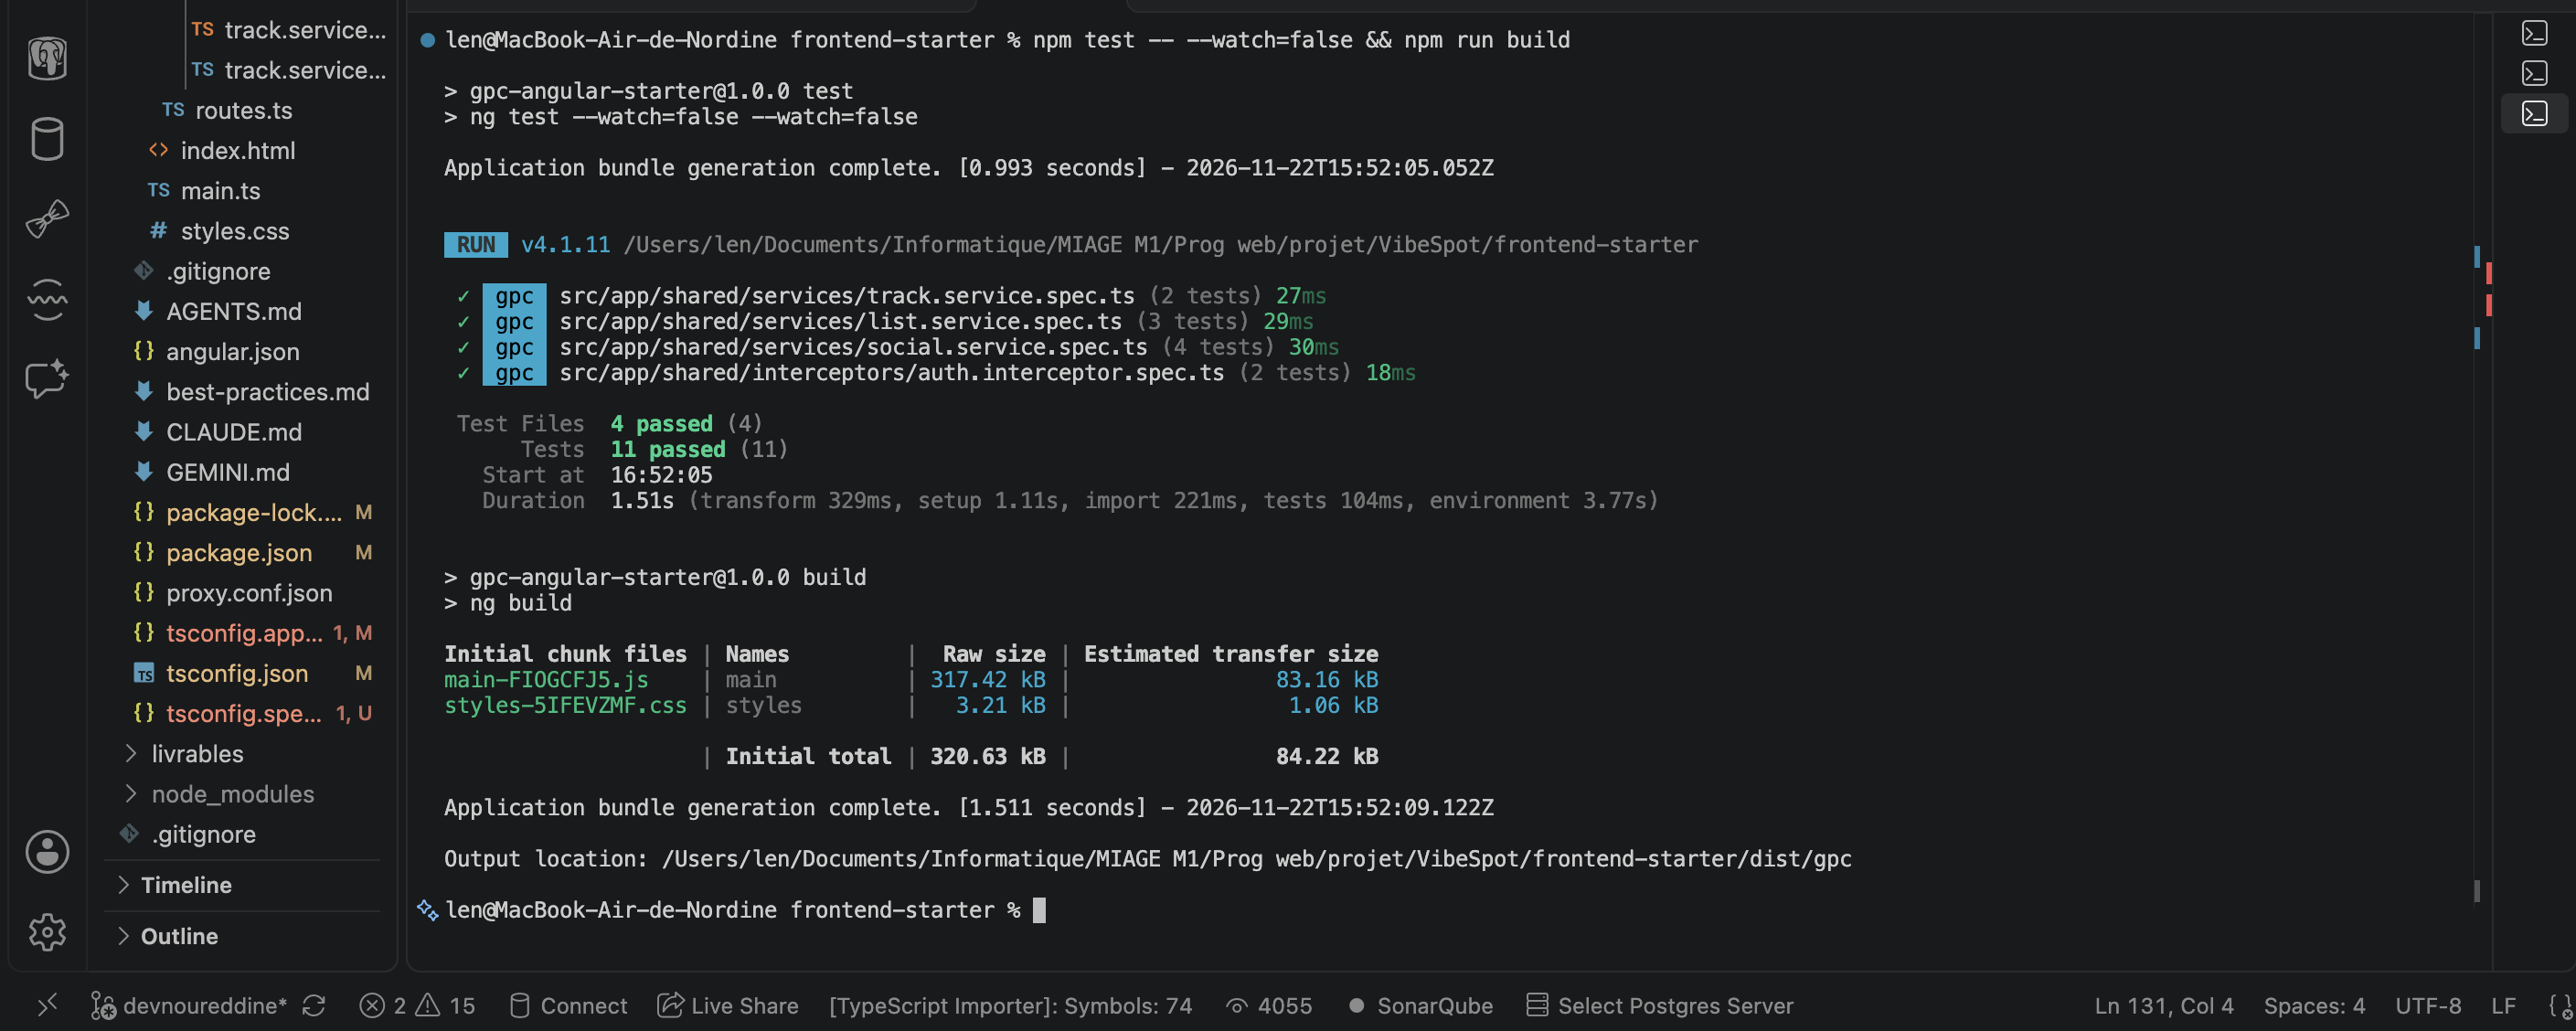 TS track.service...
TS track.service...
TS routes.ts
<> index.html
TS main.ts
# styles.css
.gitignore
AGENTS.md
{} angular.json
best-practices.md
CLAUDE.md
GEMINI.md
{} package-lock.... M
{} package.json M
{} proxy.conf.json
{} tsconfig.app... 1, M
TS tsconfig.json M
{} tsconfig.spe... 1, U
livrables
node_modules
.gitignore
Timeline
Outline
len@MacBook-Air-de-Nordine frontend-starter % npm test -- --watch=false && npm run build
> gpc-angular-starter@1.0.0 test
> ng test --watch=false --watch=false
Application bundle generation complete. [0.993 seconds] - 2026-11-22T15:52:05.052Z
RUN v4.1.11 /Users/len/Documents/Informatique/MIAGE M1/Prog web/projet/VibeSpot/frontend-starter
✓ gpc src/app/shared/services/track.service.spec.ts (2 tests) 27ms
✓ gpc src/app/shared/services/list.service.spec.ts (3 tests) 29ms
✓ gpc src/app/shared/services/social.service.spec.ts (4 tests) 30ms
✓ gpc src/app/shared/interceptors/auth.interceptor.spec.ts (2 tests) 18ms
Test Files 4 passed (4)
Tests 11 passed (11)
Start at 16:52:05
Duration 1.51s (transform 329ms, setup 1.11s, import 221ms, tests 104ms, environment 3.77s)
> gpc-angular-starter@1.0.0 build
> ng build
Initial chunk files | Names | Raw size | Estimated transfer size
main-FIOGCFJ5.js | main | 317.42 kB | 83.16 kB
styles-5IFEVZMF.css | styles | 3.21 kB | 1.06 kB
| Initial total | 320.63 kB | 84.22 kB
Application bundle generation complete. [1.511 seconds] - 2026-11-22T15:52:09.122Z
Output location: /Users/len/Documents/Informatique/MIAGE M1/Prog web/projet/VibeSpot/frontend-starter/dist/gpc
len@MacBook-Air-de-Nordine frontend-starter %
devnoureddine* 2 15 Connect Live Share [TypeScript Importer]: Symbols: 74 4055 SonarQube Select Postgres Server Ln 131, Col 4 Spaces: 4 UTF-8 LF {}